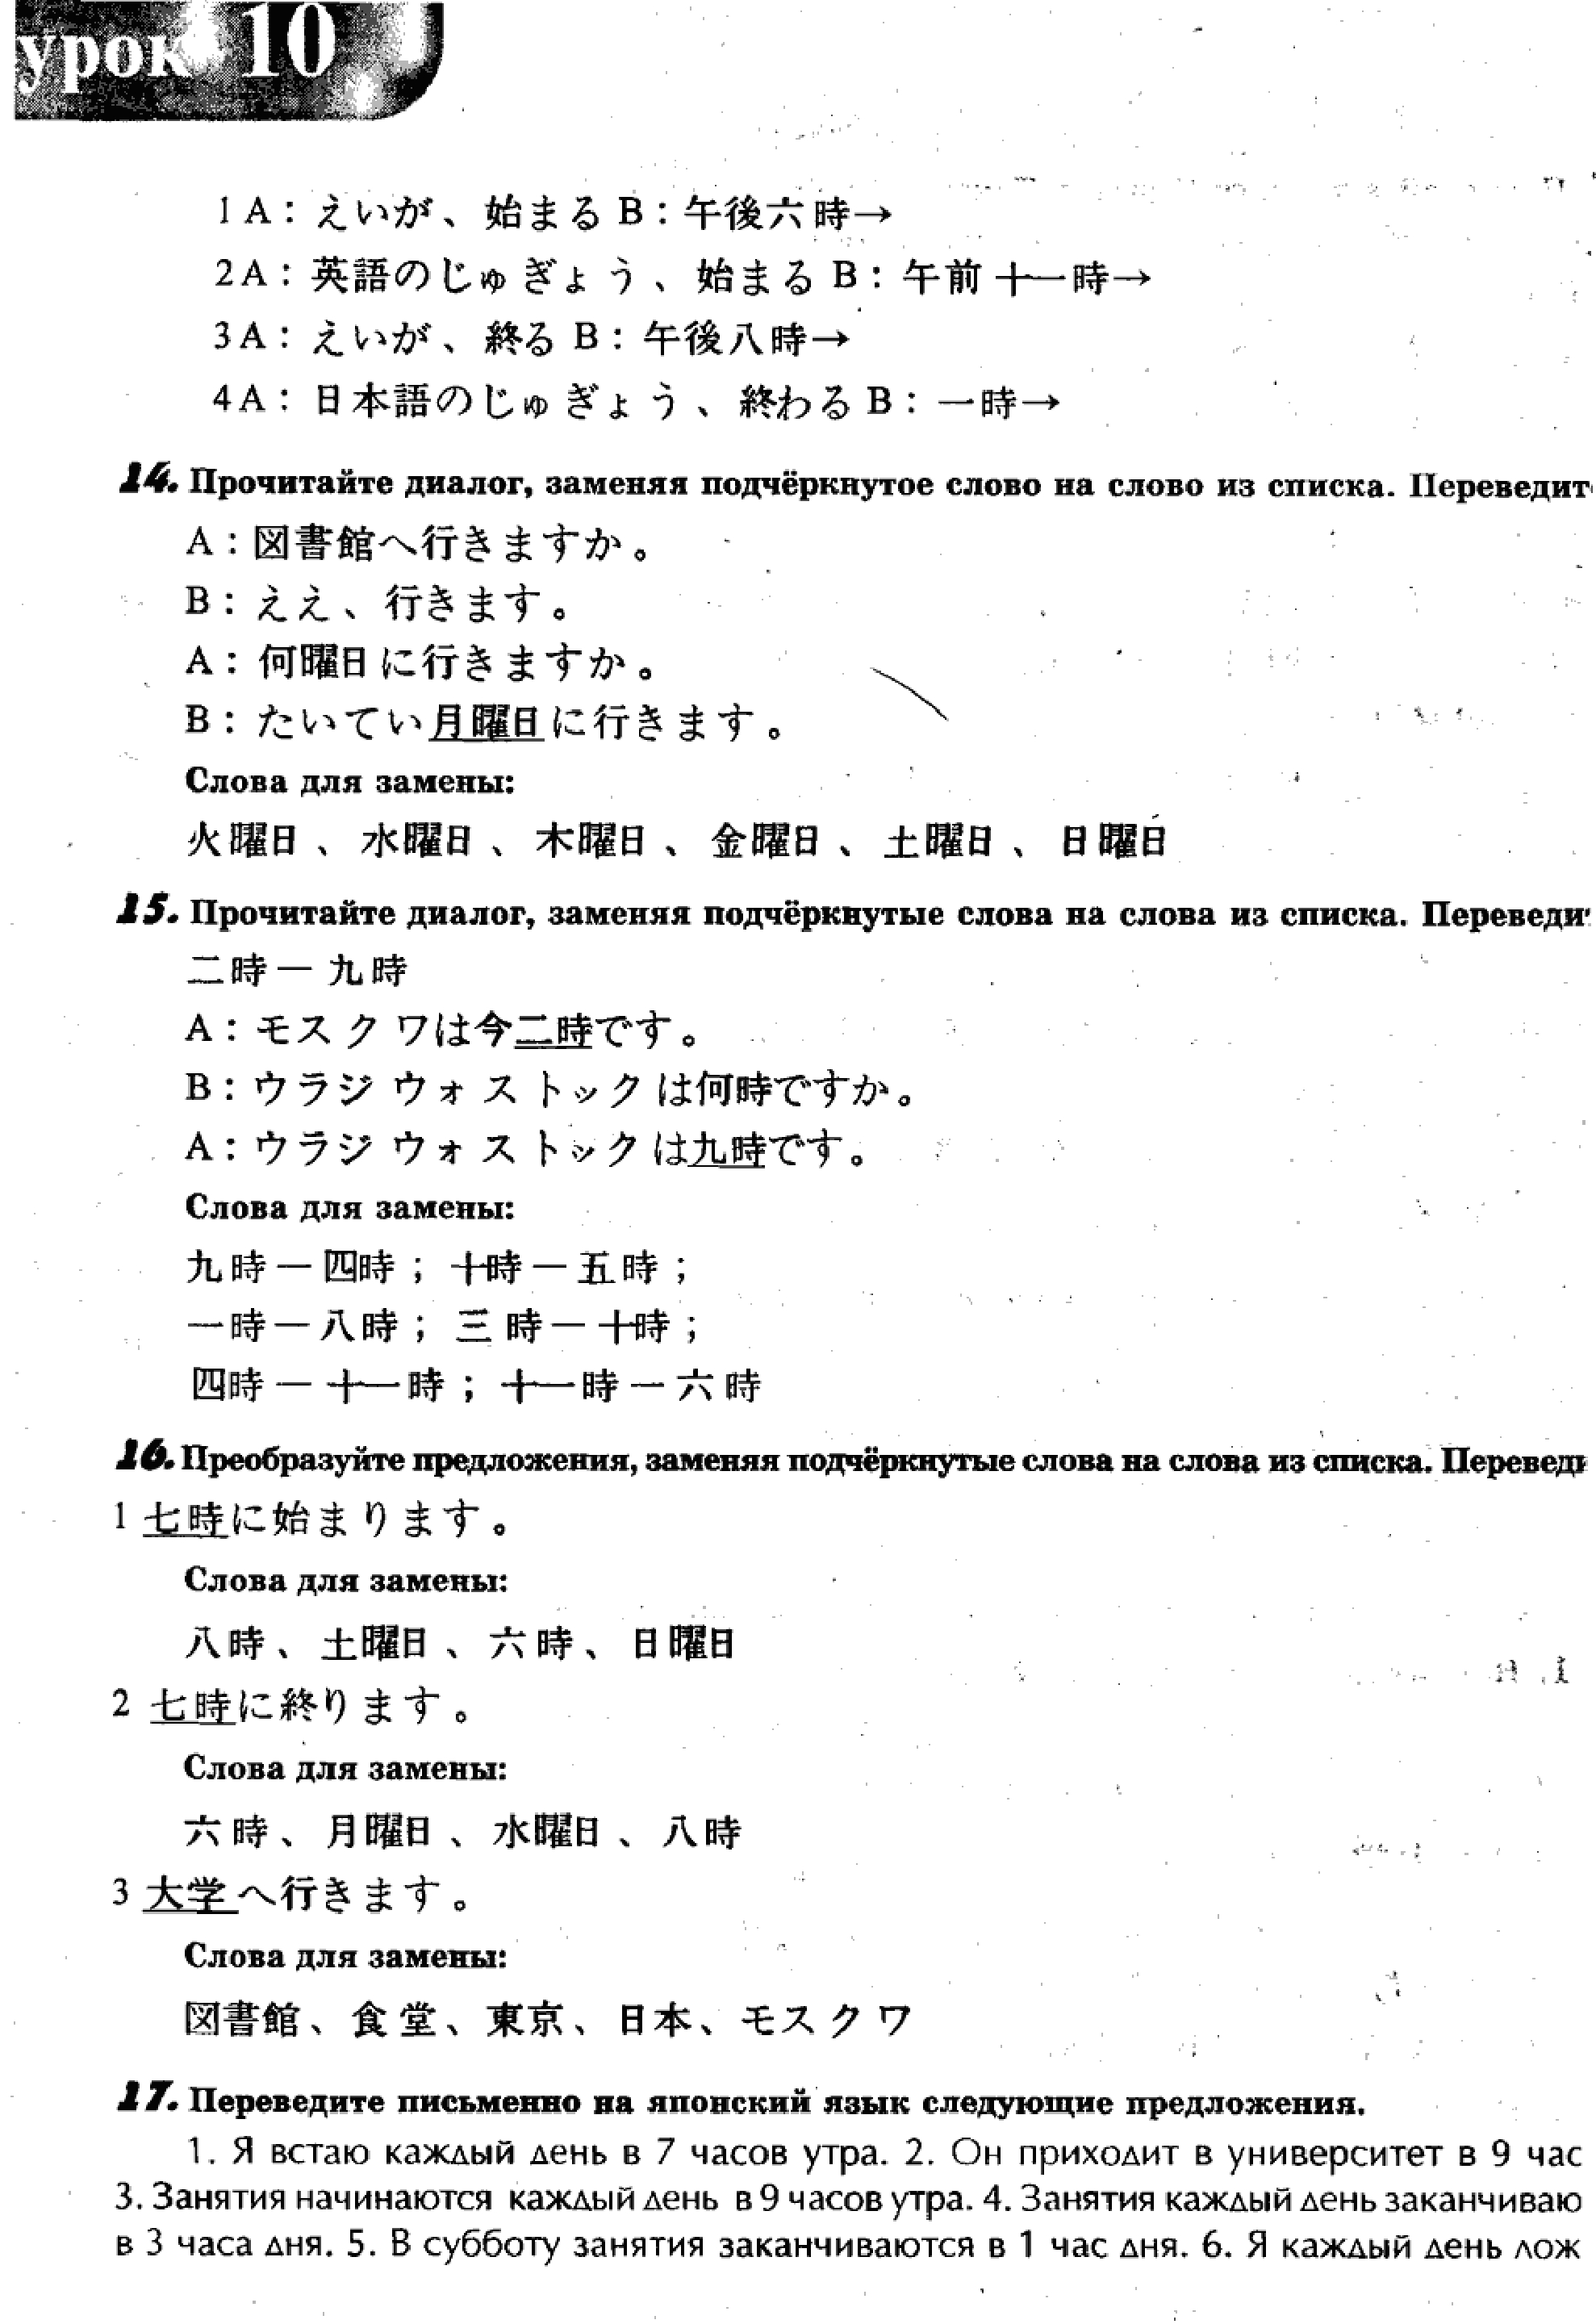 урок 10
1 A：えいが、始まる B：午後六時→
2 A：英語のじゅぎょう、始まる B：午前十一時→
3 A：えいが、終る B：午後八時→
4 A：日本語のじゅぎょう、終わる B：一時→
14. Прочитайте диалог, заменяя подчёркнутое слово на слово из списка. Переведит
A：図書館へ行きますか。
B：ええ、行きます。
A：何曜日に行きますか。
B：たいてい月曜日に行きます。
Слова для замены:
火曜日、水曜日、木曜日、金曜日、土曜日、日曜日
15. Прочитайте диалог, заменяя подчёркнутые слова на слова из списка. Переведи
二時 — 九時
A：モスクワは今二時です。
B：ウラジウォストックは何時ですか。
A：ウラジウォストックは九時です。
Слова для замены:
九時 — 四時； 十時 — 五時；
一時 — 八時； 三時 — 十時；
四時 — 十一時； 十一時 — 六時
16. Преобразуйте предложения, заменяя подчёркнутые слова на слова из списка. Перевед
1 七時に始まります。
Слова для замены:
八時、土曜日、六時、日曜日
2 七時に終ります。
Слова для замены:
六時、月曜日、水曜日、八時
3 大学へ行きます。
Слова для замены:
図書館、食堂、東京、日本、モスクワ
17. Переведите письменно на японский язык следующие предложения.
1. Я встаю каждый день в 7 часов утра. 2. Он приходит в университет в 9 час
3. Занятия начинаются каждый день в 9 часов утра. 4. Занятия каждый день заканчиваю
в 3 часа дня. 5. В субботу занятия заканчиваются в 1 час дня. 6. Я каждый день лож